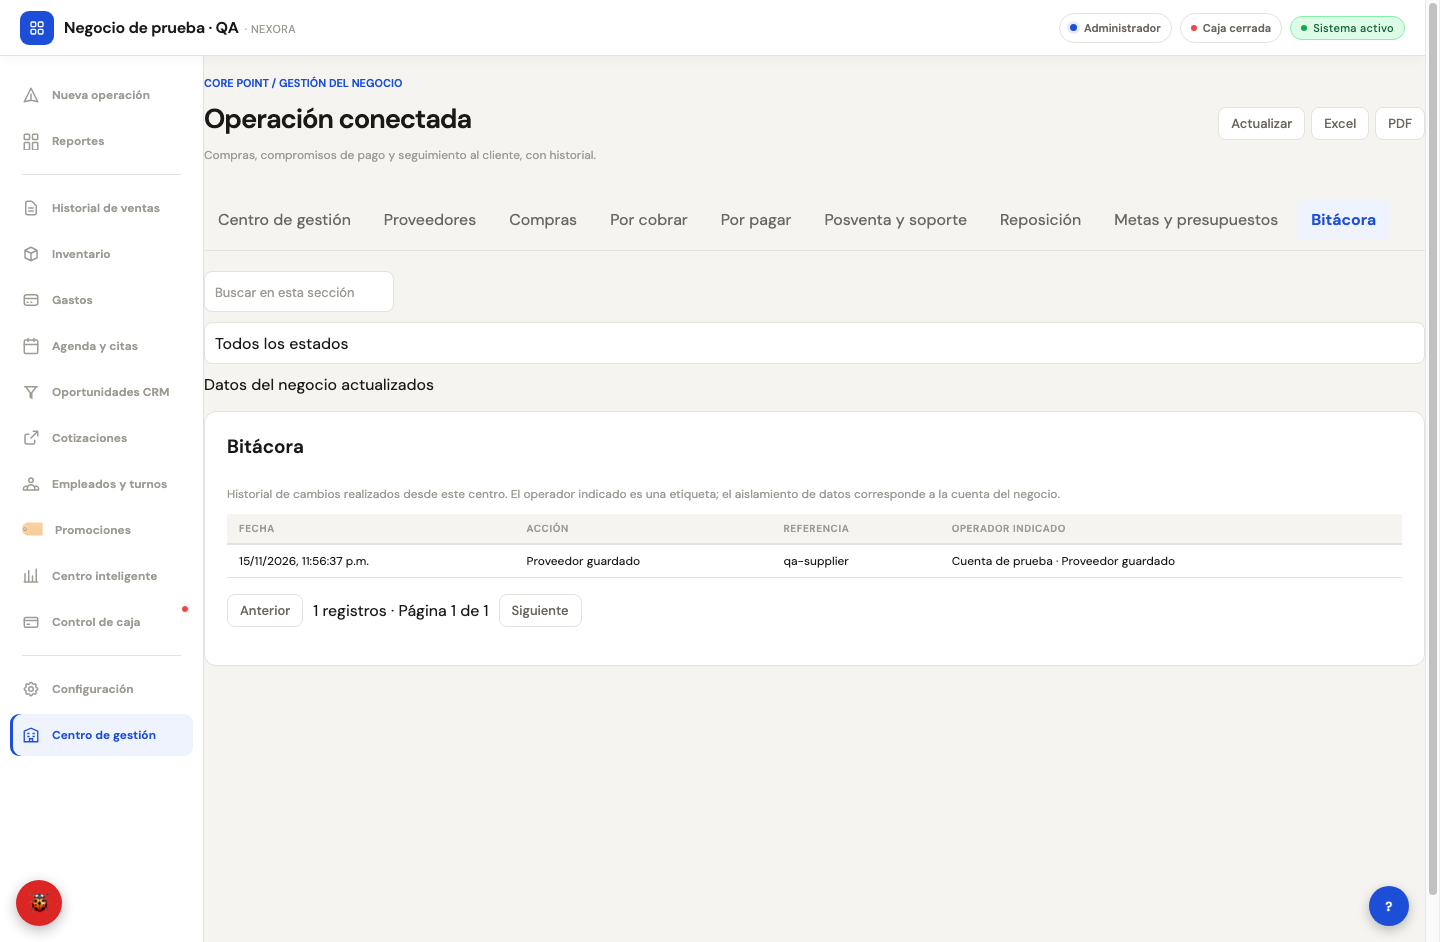 Negocio de prueba · QA · NEXORA
Administrador
Caja cerrada
Sistema activo
Nueva operación
Reportes
Historial de ventas
Inventario
Gastos
Agenda y citas
Oportunidades CRM
Cotizaciones
Empleados y turnos
Promociones
Centro inteligente
Control de caja
Configuración
Centro de gestión
CORE POINT / GESTIÓN DEL NEGOCIO
Operación conectada
Compras, compromisos de pago y seguimiento al cliente, con historial.
Actualizar
Excel
PDF
Centro de gestión
Proveedores
Compras
Por cobrar
Por pagar
Posventa y soporte
Reposición
Metas y presupuestos
Bitácora
Buscar en esta sección
Todos los estados
Datos del negocio actualizados
Bitácora
Historial de cambios realizados desde este centro. El operador indicado es una etiqueta; el aislamiento de datos corresponde a la cuenta del negocio.
FECHA ACCIÓN REFERENCIA OPERADOR INDICADO
15/11/2026, 11:56:37 p.m. Proveedor guardado qa-supplier Cuenta de prueba · Proveedor guardado
Anterior 1 registros · Página 1 de 1 Siguiente
?